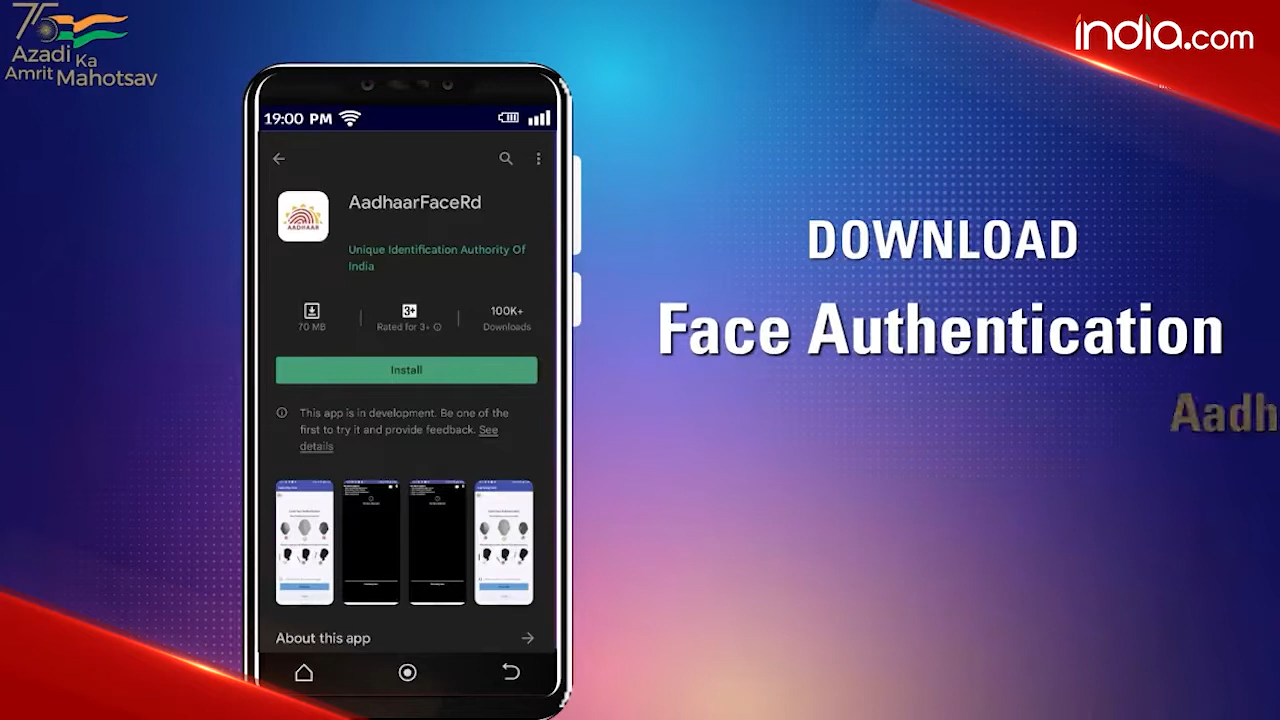 75
Azadi Ka
Amrit Mahotsav
india.com
19:00 PM
AadhaarFaceRd
AADHAAR
Unique Identification Authority Of
India
3+
100K+
70 MB
Rated for 3+
Downloads
Install
This app is in development. Be one of the
first to try it and provide feedback. See
details
About this app
DOWNLOAD
Face Authentication
Aadh